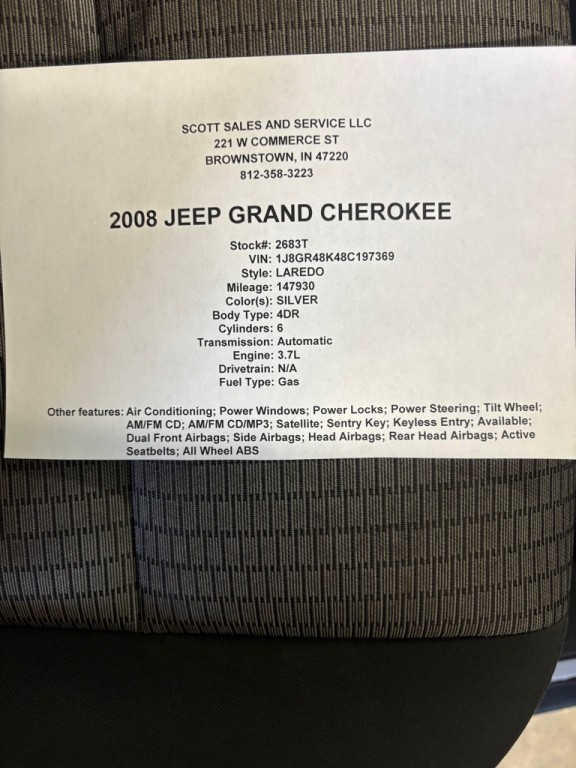 SCOTT SALES AND SERVICE LLC
221 W COMMERCE ST
BROWNSTOWN, IN 47220
812-358-3223
2008 JEEP GRAND CHEROKEE
Stock#: 2683T
VIN: 1J8GR48K48C197369
Style: LAREDO
Mileage: 147930
Color(s): SILVER
Body Type: 4DR
Cylinders: 6
Transmission: Automatic
Engine: 3.7L
Drivetrain: N/A
Fuel Type: Gas
Other features: Air Conditioning; Power Windows; Power Locks; Power Steering; Tilt Wheel;
AM/FM CD; AM/FM CD/MP3; Satellite; Sentry Key; Keyless Entry; Available;
Dual Front Airbags; Side Airbags; Head Airbags; Rear Head Airbags; Active
Seatbelts; All Wheel ABS